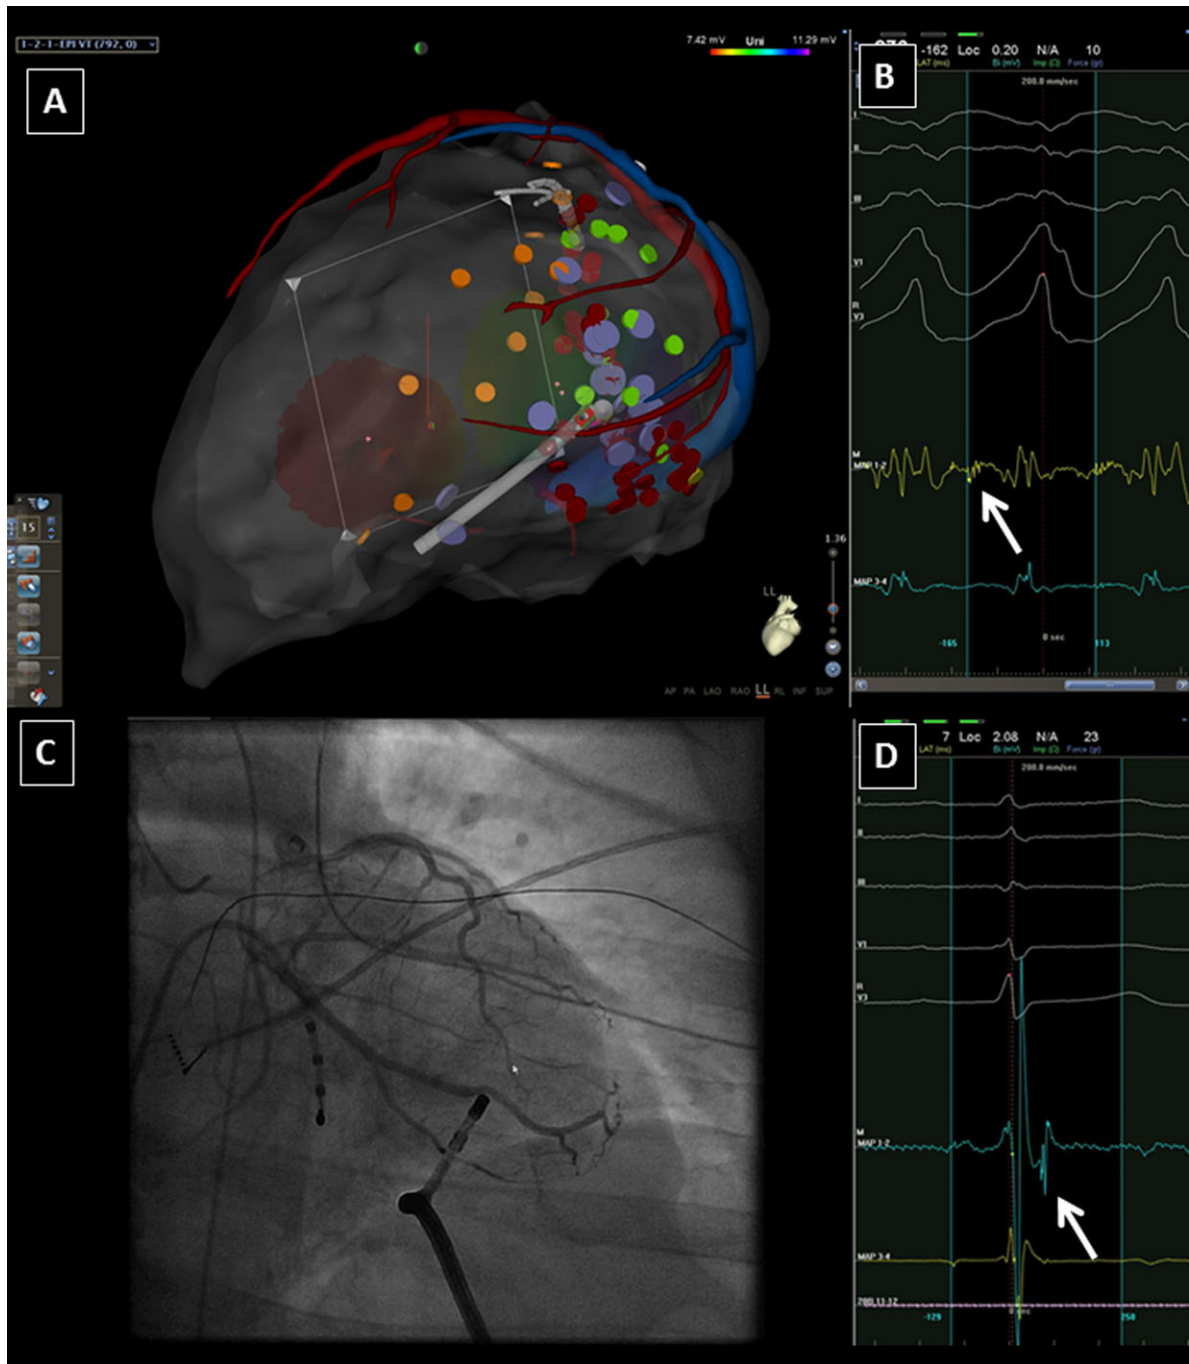 1-2-1-EPI VT (792, 0)
7.42 mV Uni 11.29 mV
A
15
1.36
LL
AP PA LAO RAO LL RL INF SUP
B
-162 Loc 0.20 N/A 10
LAT (ms) Bi (mV) Imp (Ω) Force (gr)
200.0 mm/sec
I
II
III
V1
R
V3
M
MAP 1-2
MAP 3-4
-165 0 sec 113
C
D
7 Loc 2.08 N/A 23
LAT (ms) Bi (mV) Imp (Ω) Force (gr)
200.0 mm/sec
I
II
III
V1
R
V3
M
MAP 1-2
MAP 3-4
0 sec
-129 250